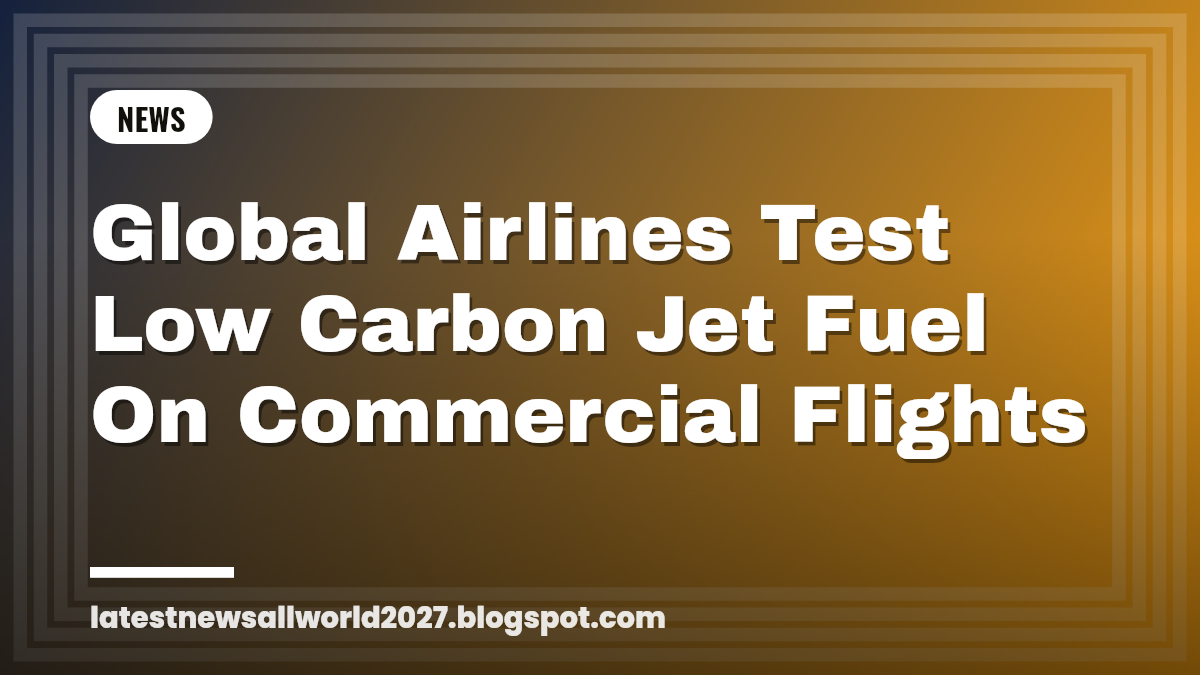 NEWS
Global Airlines Test
Low Carbon Jet Fuel
On Commercial Flights
latestnewsallworld2027.blogspot.com